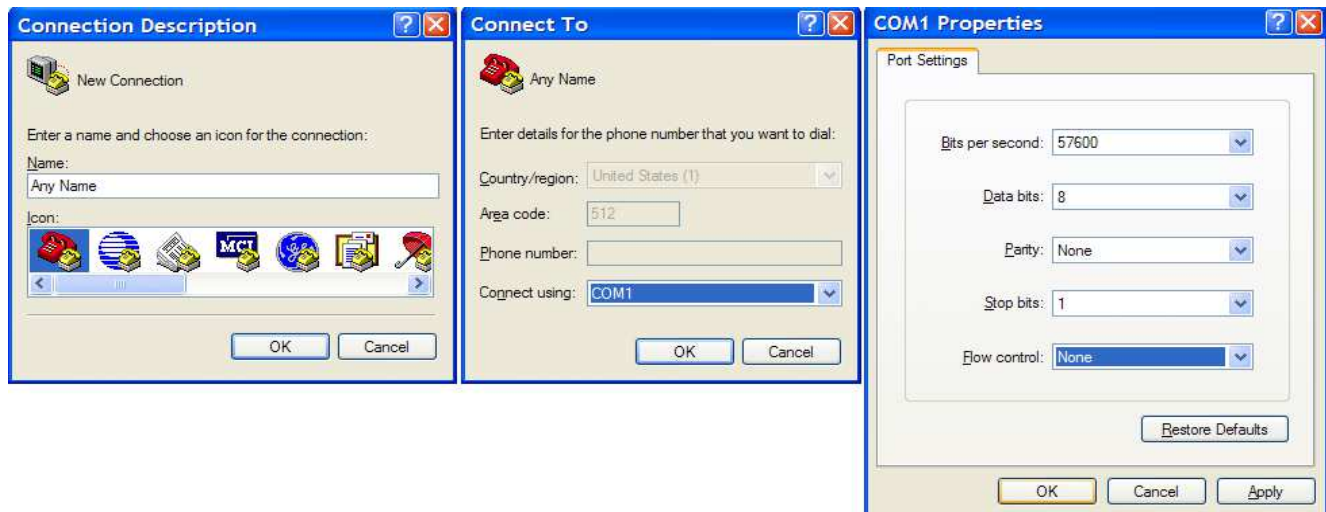 Connection Description
New Connection
Enter a name and choose an icon for the connection:
Name:
Any Name
Icon:
MCI
OK Cancel
Connect To
Any Name
Enter details for the phone number that you want to dial:
Country/region: United States (1)
Area code: 512
Phone number:
Connect using: COM1
OK Cancel
COM1 Properties
Port Settings
Bits per second: 57600
Data bits: 8
Parity: None
Stop bits: 1
Flow control: None
Restore Defaults
OK Cancel Apply